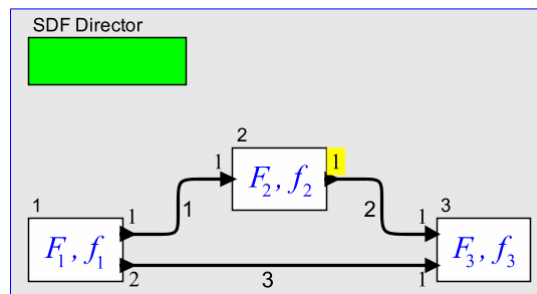 SDF Director
2
1 F₂, f₂ 1
1 1 1 2 1 3
F₁, f₁ F₃, f₃
2 3 1